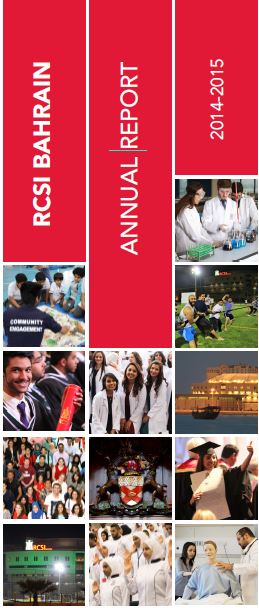 RCSI BAHRAIN
ANNUAL REPORT
2014-2015
COMMUNITY
ENGAGEMENT
RCSI